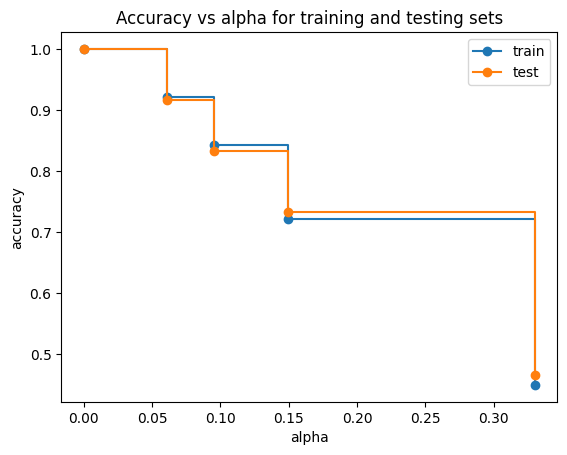 Accuracy vs alpha for training and testing sets
train
test
accuracy
1.0
0.9
0.8
0.7
0.6
0.5
0.00
0.05
0.10
0.15
0.20
0.25
0.30
alpha